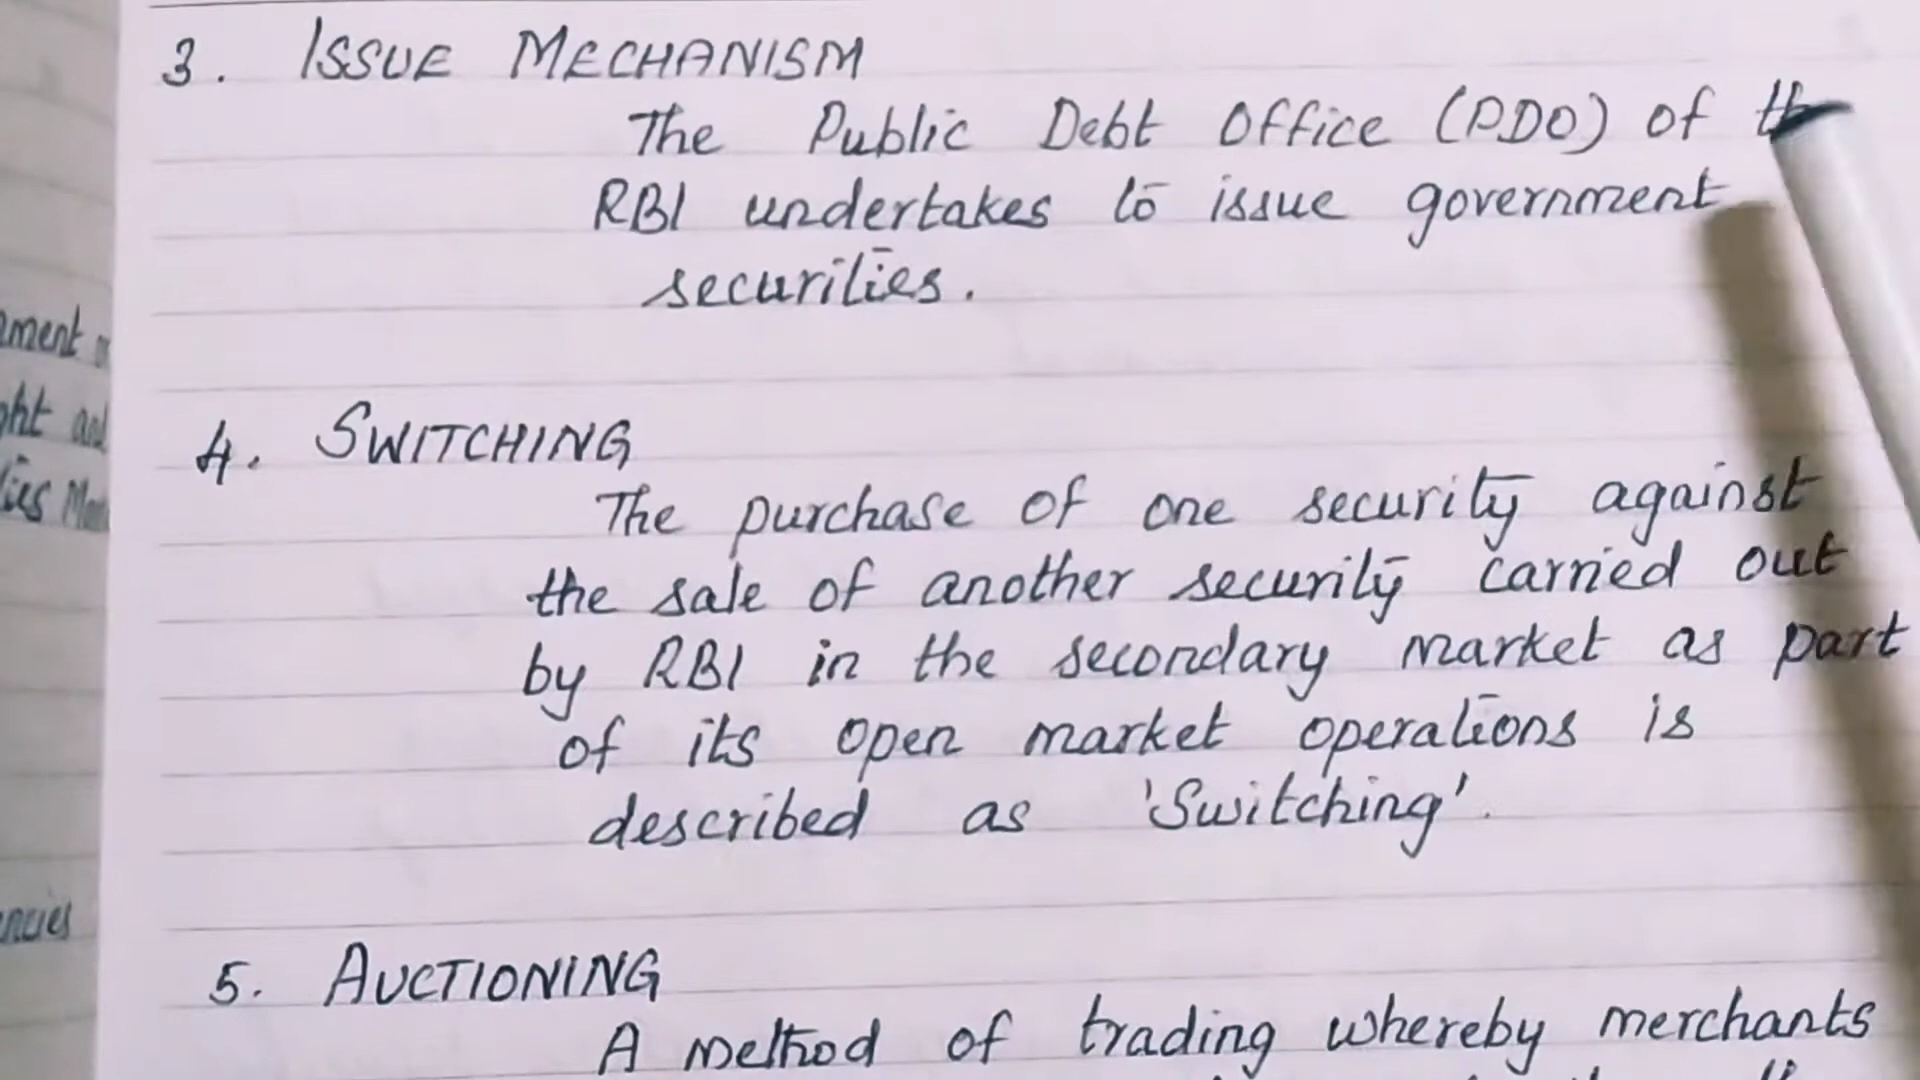 3. ISSUE MECHANISM
The Public Debt Office (PDO) of
RBI undertakes to issue government
securities.
4. SWITCHING
The purchase of one security against
the sale of another security carried out
by RBI in the secondary market as part
of its open market operations is
described as 'Switching'.
5. AUCTIONING
A method of trading whereby merchants